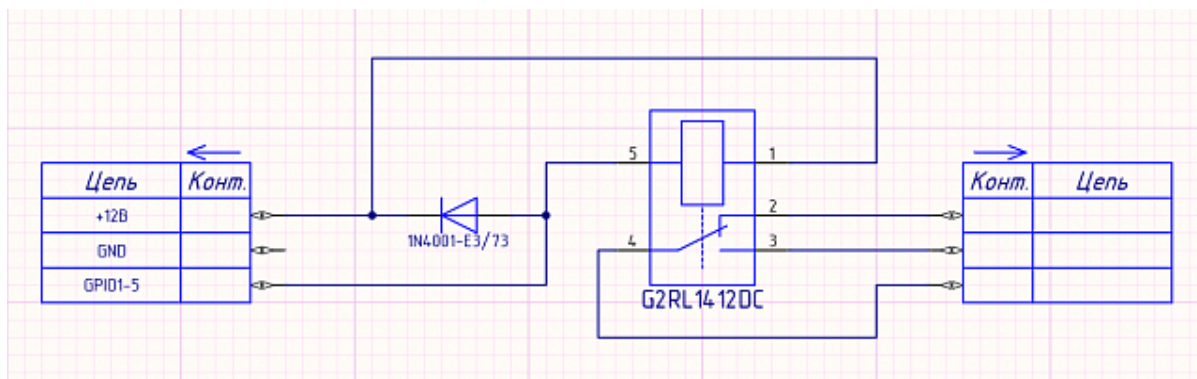 Цепь Конт.
+12В
GND
GPIO1-5
1N4001-E3/73
5 1
2
4 3
G2RL1412DC
Конт. Цепь